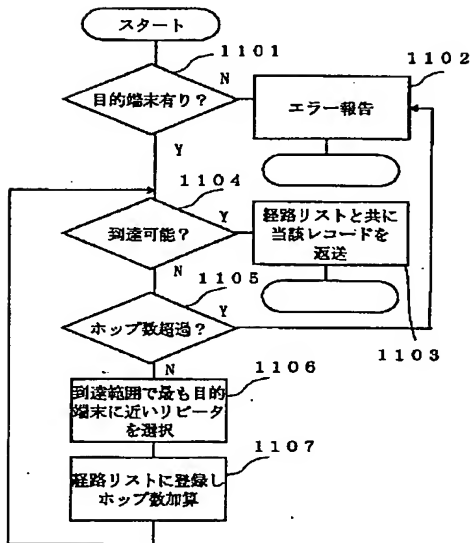 スタート
1101
1102
目的端末有り?
N
エラー報告
Y
1104
到達可能?
Y
経路リストと共に
当該レコードを
返送
N
1105
ホップ数超過?
Y
1103
N
1106
到達範囲で最も目的
端末に近いリピータ
を選択
1107
経路リストに登録し
ホップ数加算